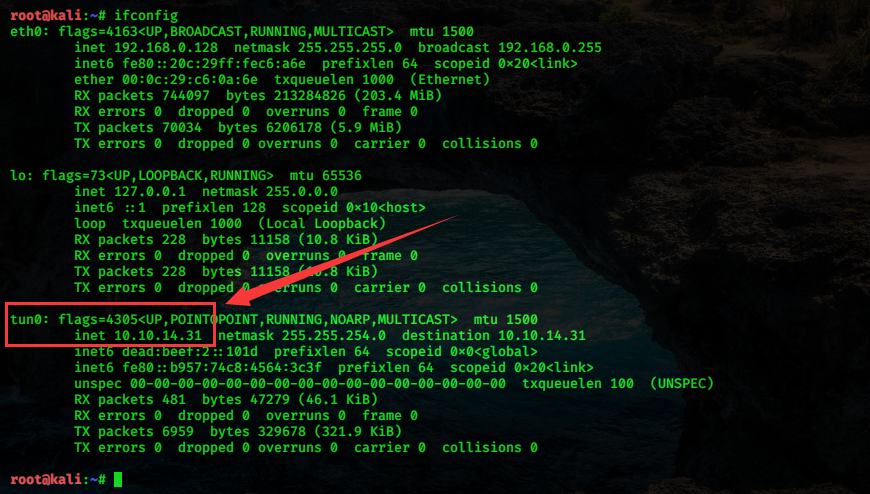 root@kali:~# ifconfig
eth0: flags=4163<UP,BROADCAST,RUNNING,MULTICAST>  mtu 1500
        inet 192.168.0.128  netmask 255.255.255.0  broadcast 192.168.0.255
        inet6 fe80::20c:29ff:fec6:a6e  prefixlen 64  scopeid 0×20<link>
        ether 00:0c:29:c6:0a:6e  txqueuelen 1000  (Ethernet)
        RX packets 744097  bytes 213284826 (203.4 MiB)
        RX errors 0  dropped 0  overruns 0  frame 0
        TX packets 70034  bytes 6206178 (5.9 MiB)
        TX errors 0  dropped 0 overruns 0  carrier 0  collisions 0

lo: flags=73<UP,LOOPBACK,RUNNING>  mtu 65536
        inet 127.0.0.1  netmask 255.0.0.0
        inet6 ::1  prefixlen 128  scopeid 0×10<host>
        loop  txqueuelen 1000  (Local Loopback)
        RX packets 228  bytes 11158 (10.8 KiB)
        RX errors 0  dropped 0  overruns 0  frame 0
        TX packets 228  bytes 11158 (10.8 KiB)
        TX errors 0  dropped 0 overruns 0  carrier 0  collisions 0

tun0: flags=4305<UP,POINTOPOINT,RUNNING,NOARP,MULTICAST>  mtu 1500
        inet 10.10.14.31  netmask 255.255.254.0  destination 10.10.14.31
        inet6 dead:beef:2::101d  prefixlen 64  scopeid 0×0<global>
        inet6 fe80::b957:74c8:4564:3c3f  prefixlen 64  scopeid 0×20<link>
        unspec 00-00-00-00-00-00-00-00-00-00-00-00-00-00-00-00  txqueuelen 100  (UNSPEC)
        RX packets 481  bytes 47279 (46.1 KiB)
        RX errors 0  dropped 0  overruns 0  frame 0
        TX packets 6959  bytes 329678 (321.9 KiB)
        TX errors 0  dropped 0 overruns 0  carrier 0  collisions 0

root@kali:~#